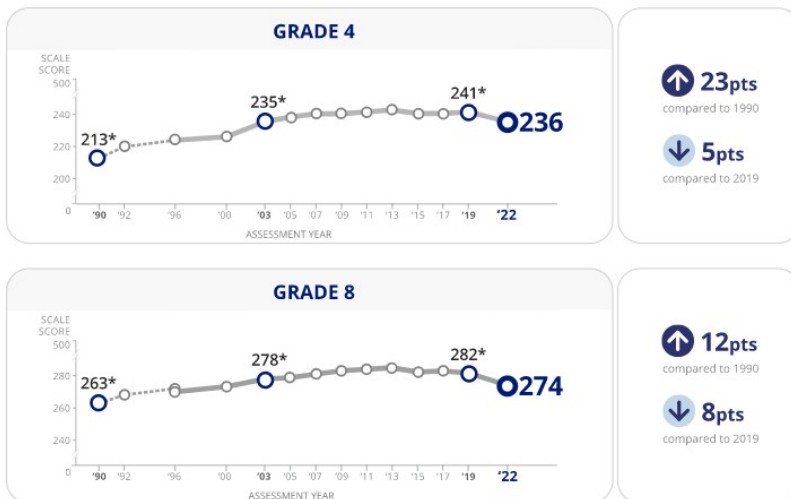 GRADE 4
SCALE
SCORE
500
240
220
200
0
213*
235*
241*
236
'90 '92 '96 '00 '03 '05 '07 '09 '11 '13 '15 '17 '19 '22
ASSESSMENT YEAR
23pts
compared to 1990
5pts
compared to 2019
GRADE 8
SCALE
SCORE
500
280
260
240
0
263*
278*
282*
274
'90 '92 '96 '00 '03 '05 '07 '09 '11 '13 '15 '17 '19 '22
ASSESSMENT YEAR
12pts
compared to 1990
8pts
compared to 2019